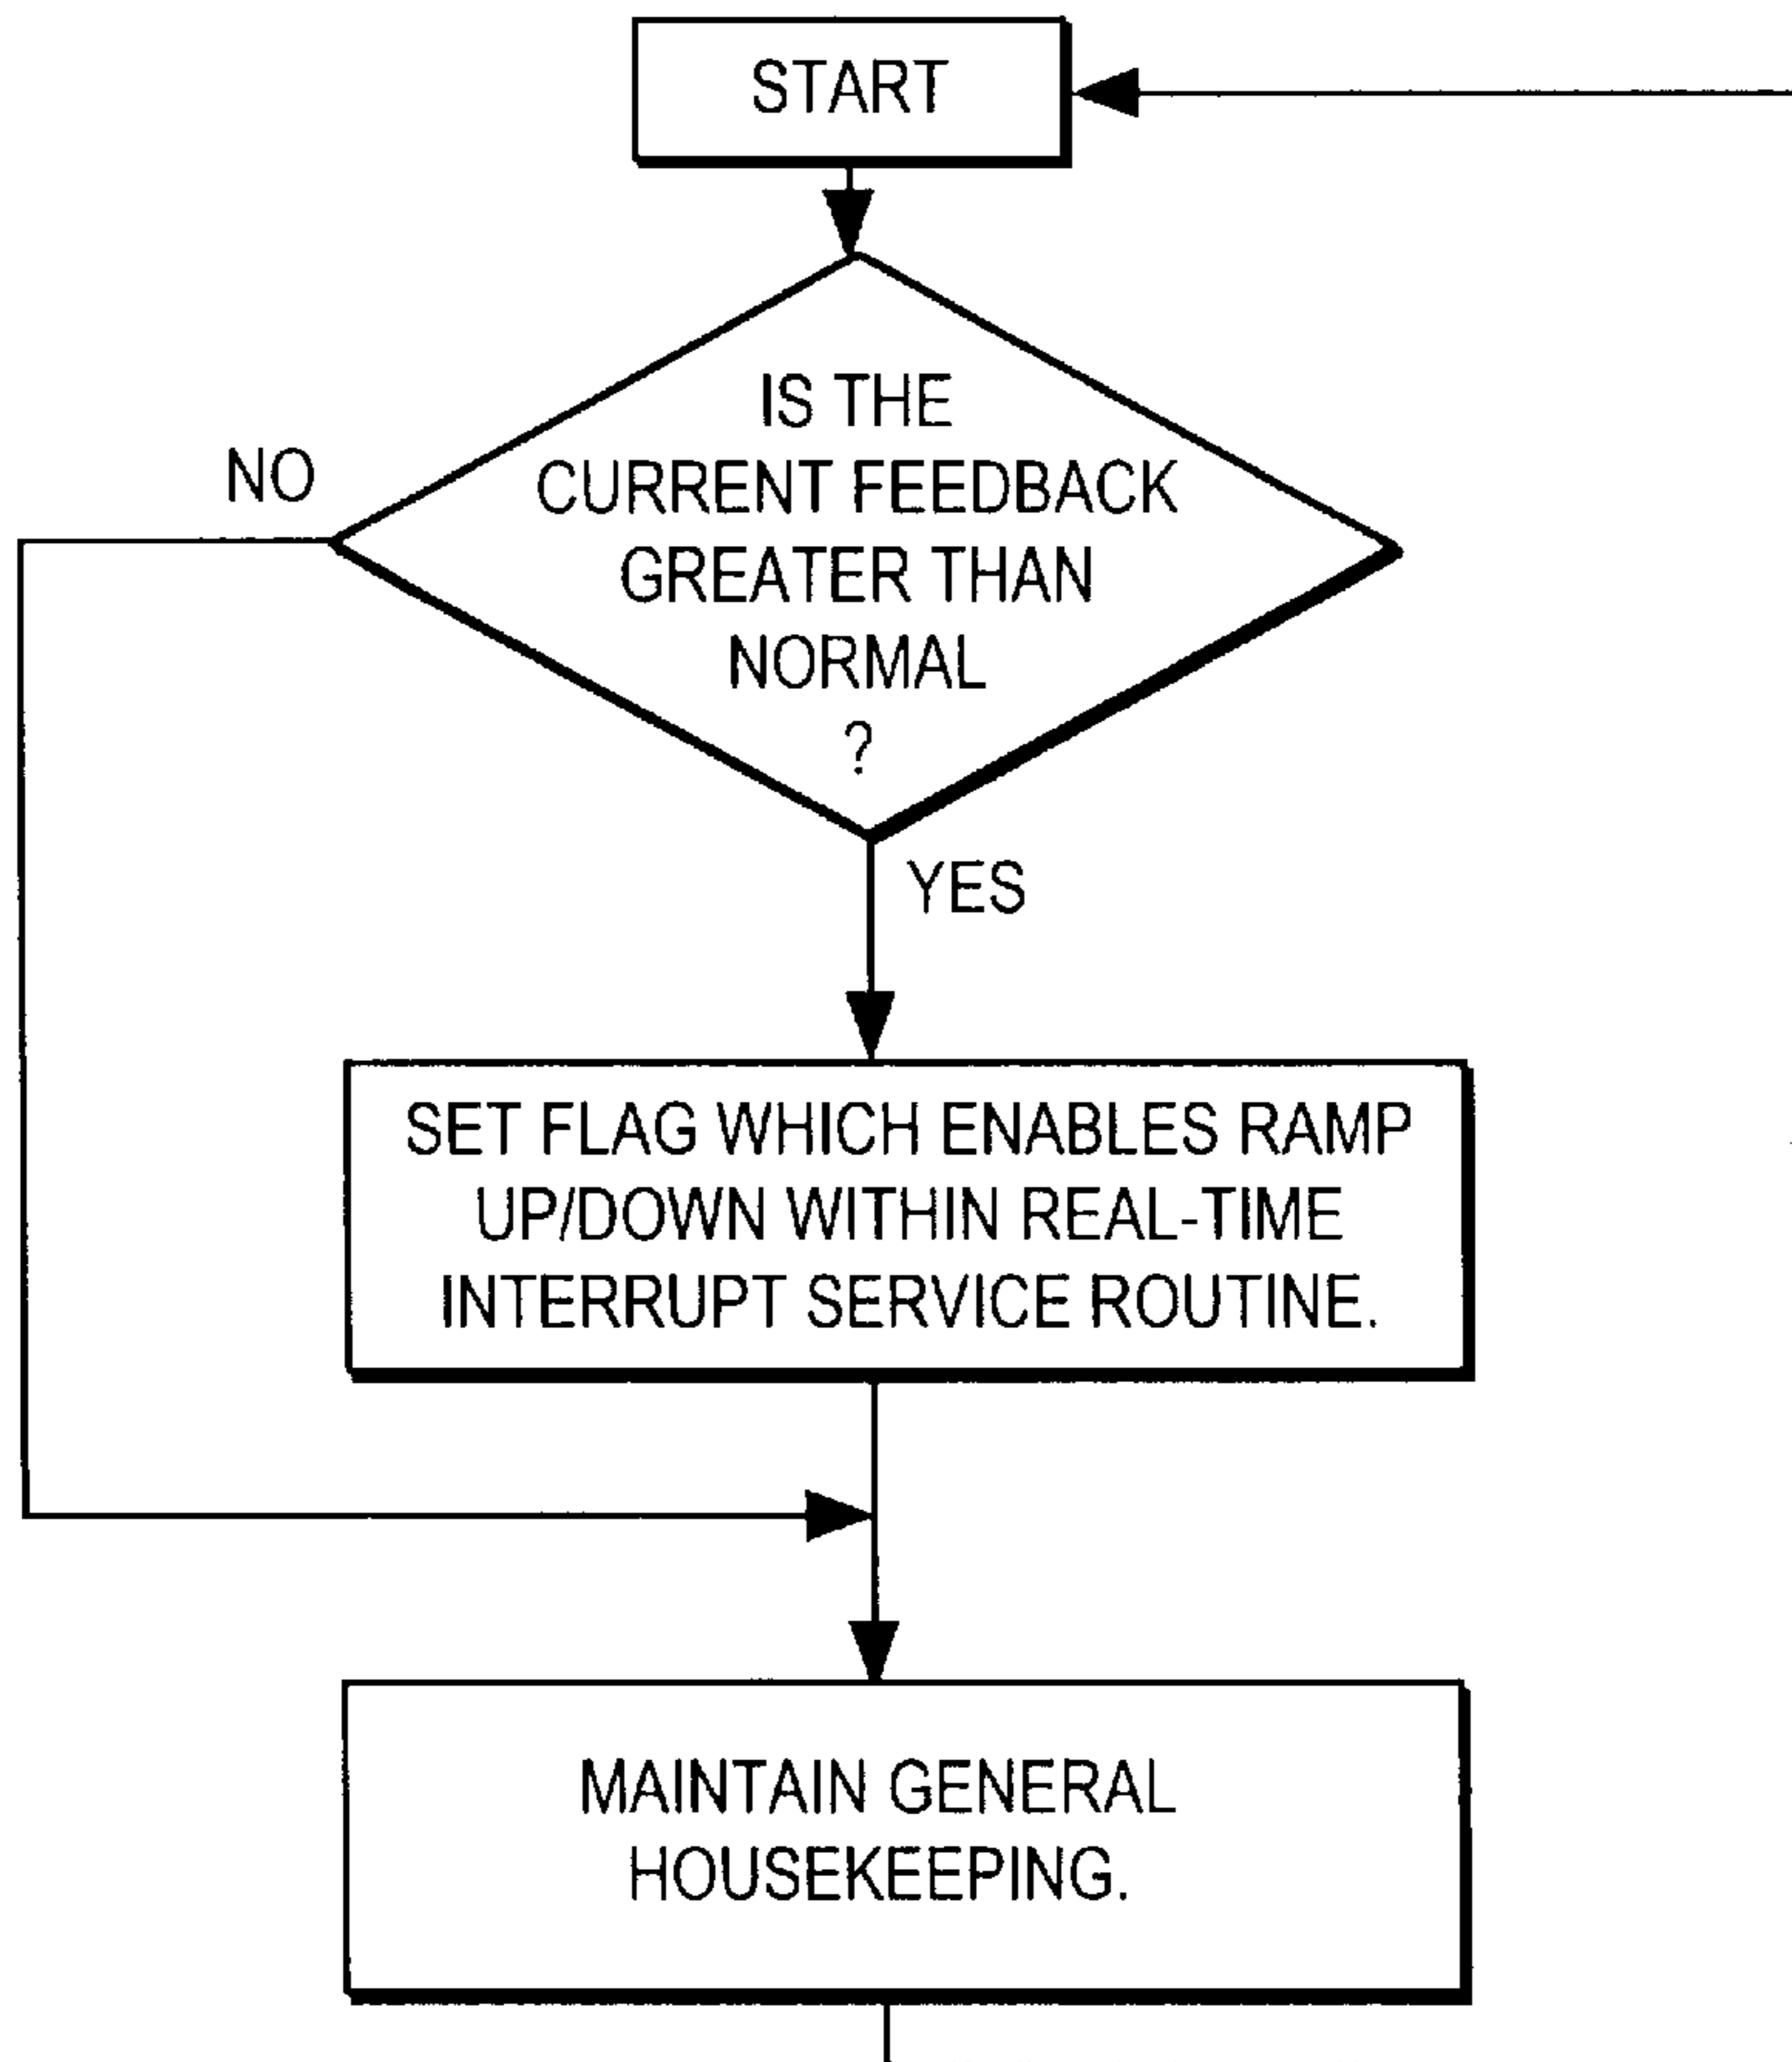 START
IS THE
CURRENT FEEDBACK
GREATER THAN
NORMAL
?
NO
YES
SET FLAG WHICH ENABLES RAMP
UP/DOWN WITHIN REAL-TIME
INTERRUPT SERVICE ROUTINE.
MAINTAIN GENERAL
HOUSEKEEPING.